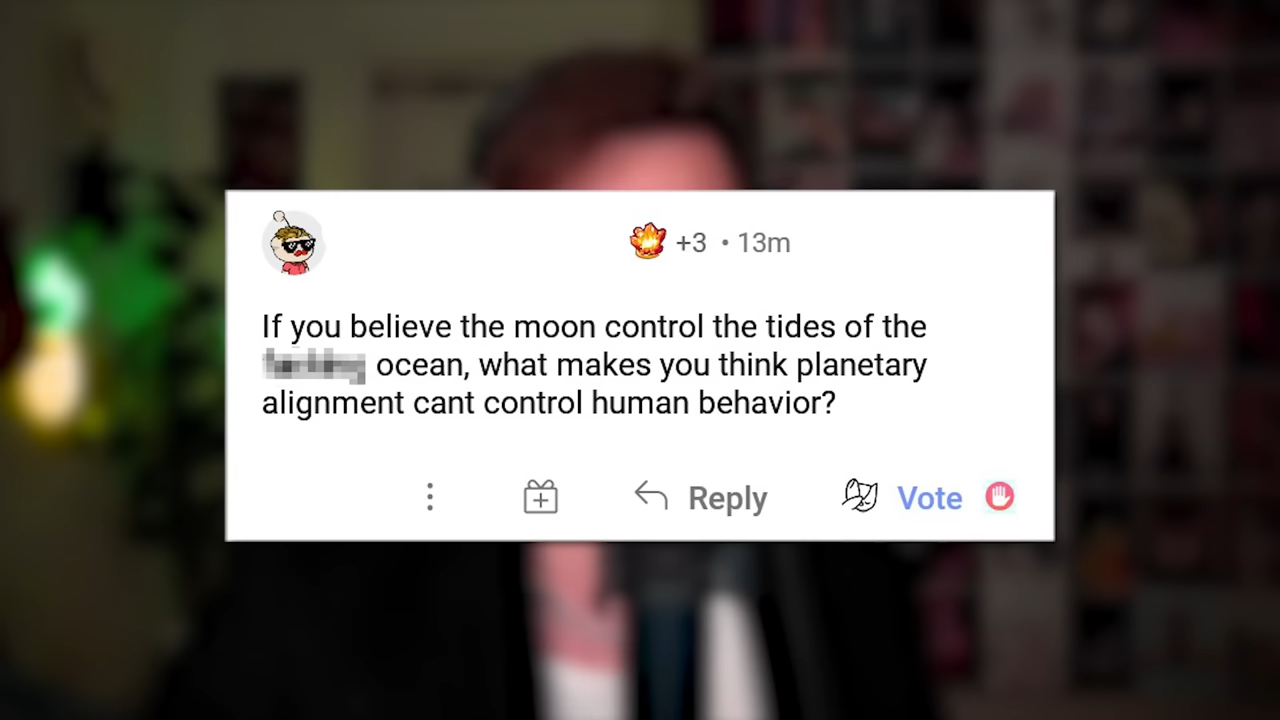 +3 • 13m
If you believe the moon control the tides of the
ocean, what makes you think planetary
alignment cant control human behavior?
Reply
Vote